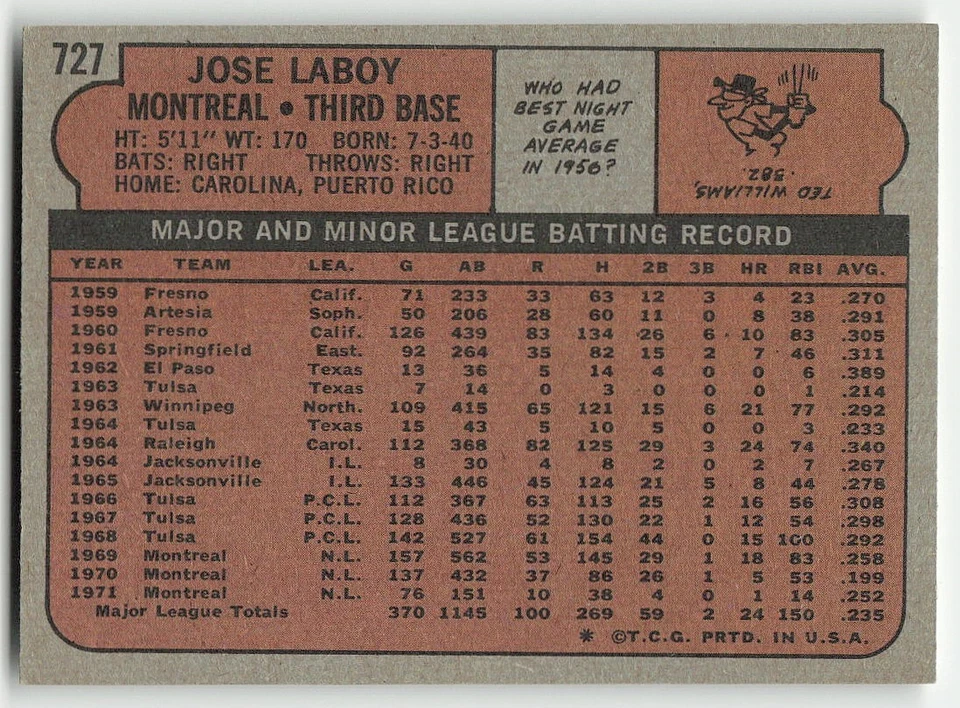 727
JOSE LABOY
MONTREAL • THIRD BASE
HT: 5'11" WT: 170 BORN: 7-3-40
BATS: RIGHT THROWS: RIGHT
HOME: CAROLINA, PUERTO RICO
WHO HAD
BEST NIGHT
GAME
AVERAGE
IN 1956?
TED WILLIAMS,
.382.
MAJOR AND MINOR LEAGUE BATTING RECORD
YEAR TEAM LEA. G AB R H 2B 3B HR RBI AVG.
1959 Fresno Calif. 71 233 33 63 12 3 4 23 .270
1959 Artesia Soph. 50 206 28 60 11 0 8 38 .291
1960 Fresno Calif. 126 439 83 134 26 6 10 83 .305
1961 Springfield East. 92 264 35 82 15 2 7 46 .311
1962 El Paso Texas 13 36 5 14 4 0 0 6 .389
1963 Tulsa Texas 7 14 0 3 0 0 0 1 .214
1963 Winnipeg North. 109 415 65 121 15 6 21 77 .292
1964 Tulsa Texas 15 43 5 10 5 0 0 3 .233
1964 Raleigh Carol. 112 368 82 125 29 3 24 74 .340
1964 Jacksonville I.L. 8 30 4 8 2 0 2 7 .267
1965 Jacksonville I.L. 133 446 45 124 21 5 8 44 .278
1966 Tulsa P.C.L. 112 367 63 113 25 2 16 56 .308
1967 Tulsa P.C.L. 128 436 52 130 22 1 12 54 .298
1968 Tulsa P.C.L. 142 527 61 154 44 0 15 100 .292
1969 Montreal N.L. 157 562 53 145 29 1 18 83 .258
1970 Montreal N.L. 137 432 37 86 26 1 5 53 .199
1971 Montreal N.L. 76 151 10 38 4 0 1 14 .252
Major League Totals 370 1145 100 269 59 2 24 150 .235
* ©T.C.G. PRTD. IN U.S.A.